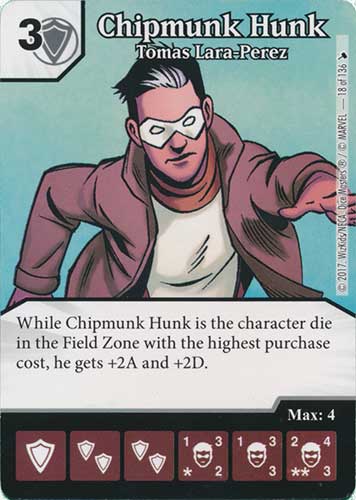 3
Chipmunk Hunk
Tomas Lara-Perez
18 of 136
© 2017. WizKids/NECA. Dice Masters ® / © MARVEL
While Chipmunk Hunk is the character die
in the Field Zone with the highest purchase
cost, he gets +2A and +2D.
Max: 4
1 3
* 2
1 3
3
2 4
** 3